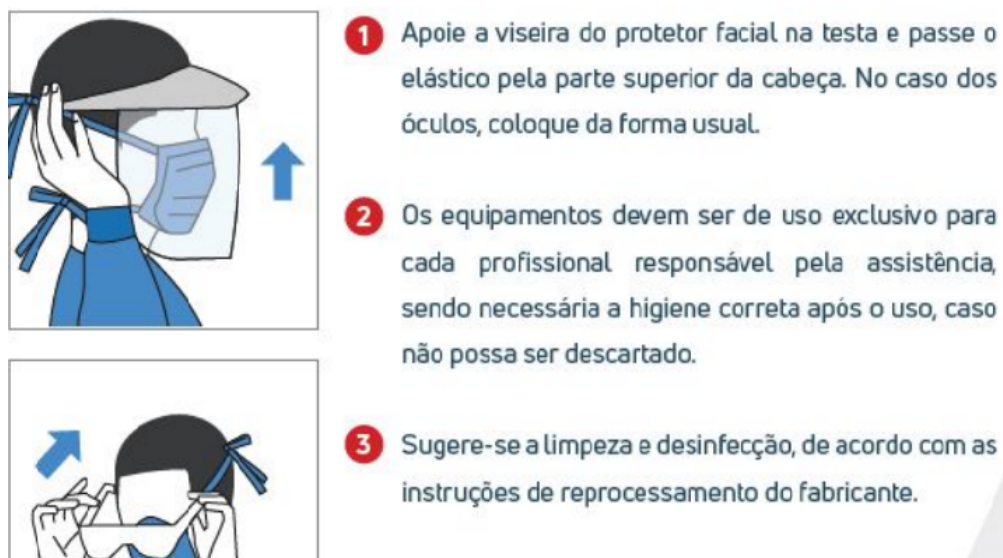 1 Apoie a viseira do protetor facial na testa e passe o
elástico pela parte superior da cabeça. No caso dos
óculos, coloque da forma usual.
2 Os equipamentos devem ser de uso exclusivo para
cada profissional responsável pela assistência,
sendo necessária a higiene correta após o uso, caso
não possa ser descartado.
3 Sugere-se a limpeza e desinfecção, de acordo com as
instruções de reprocessamento do fabricante.